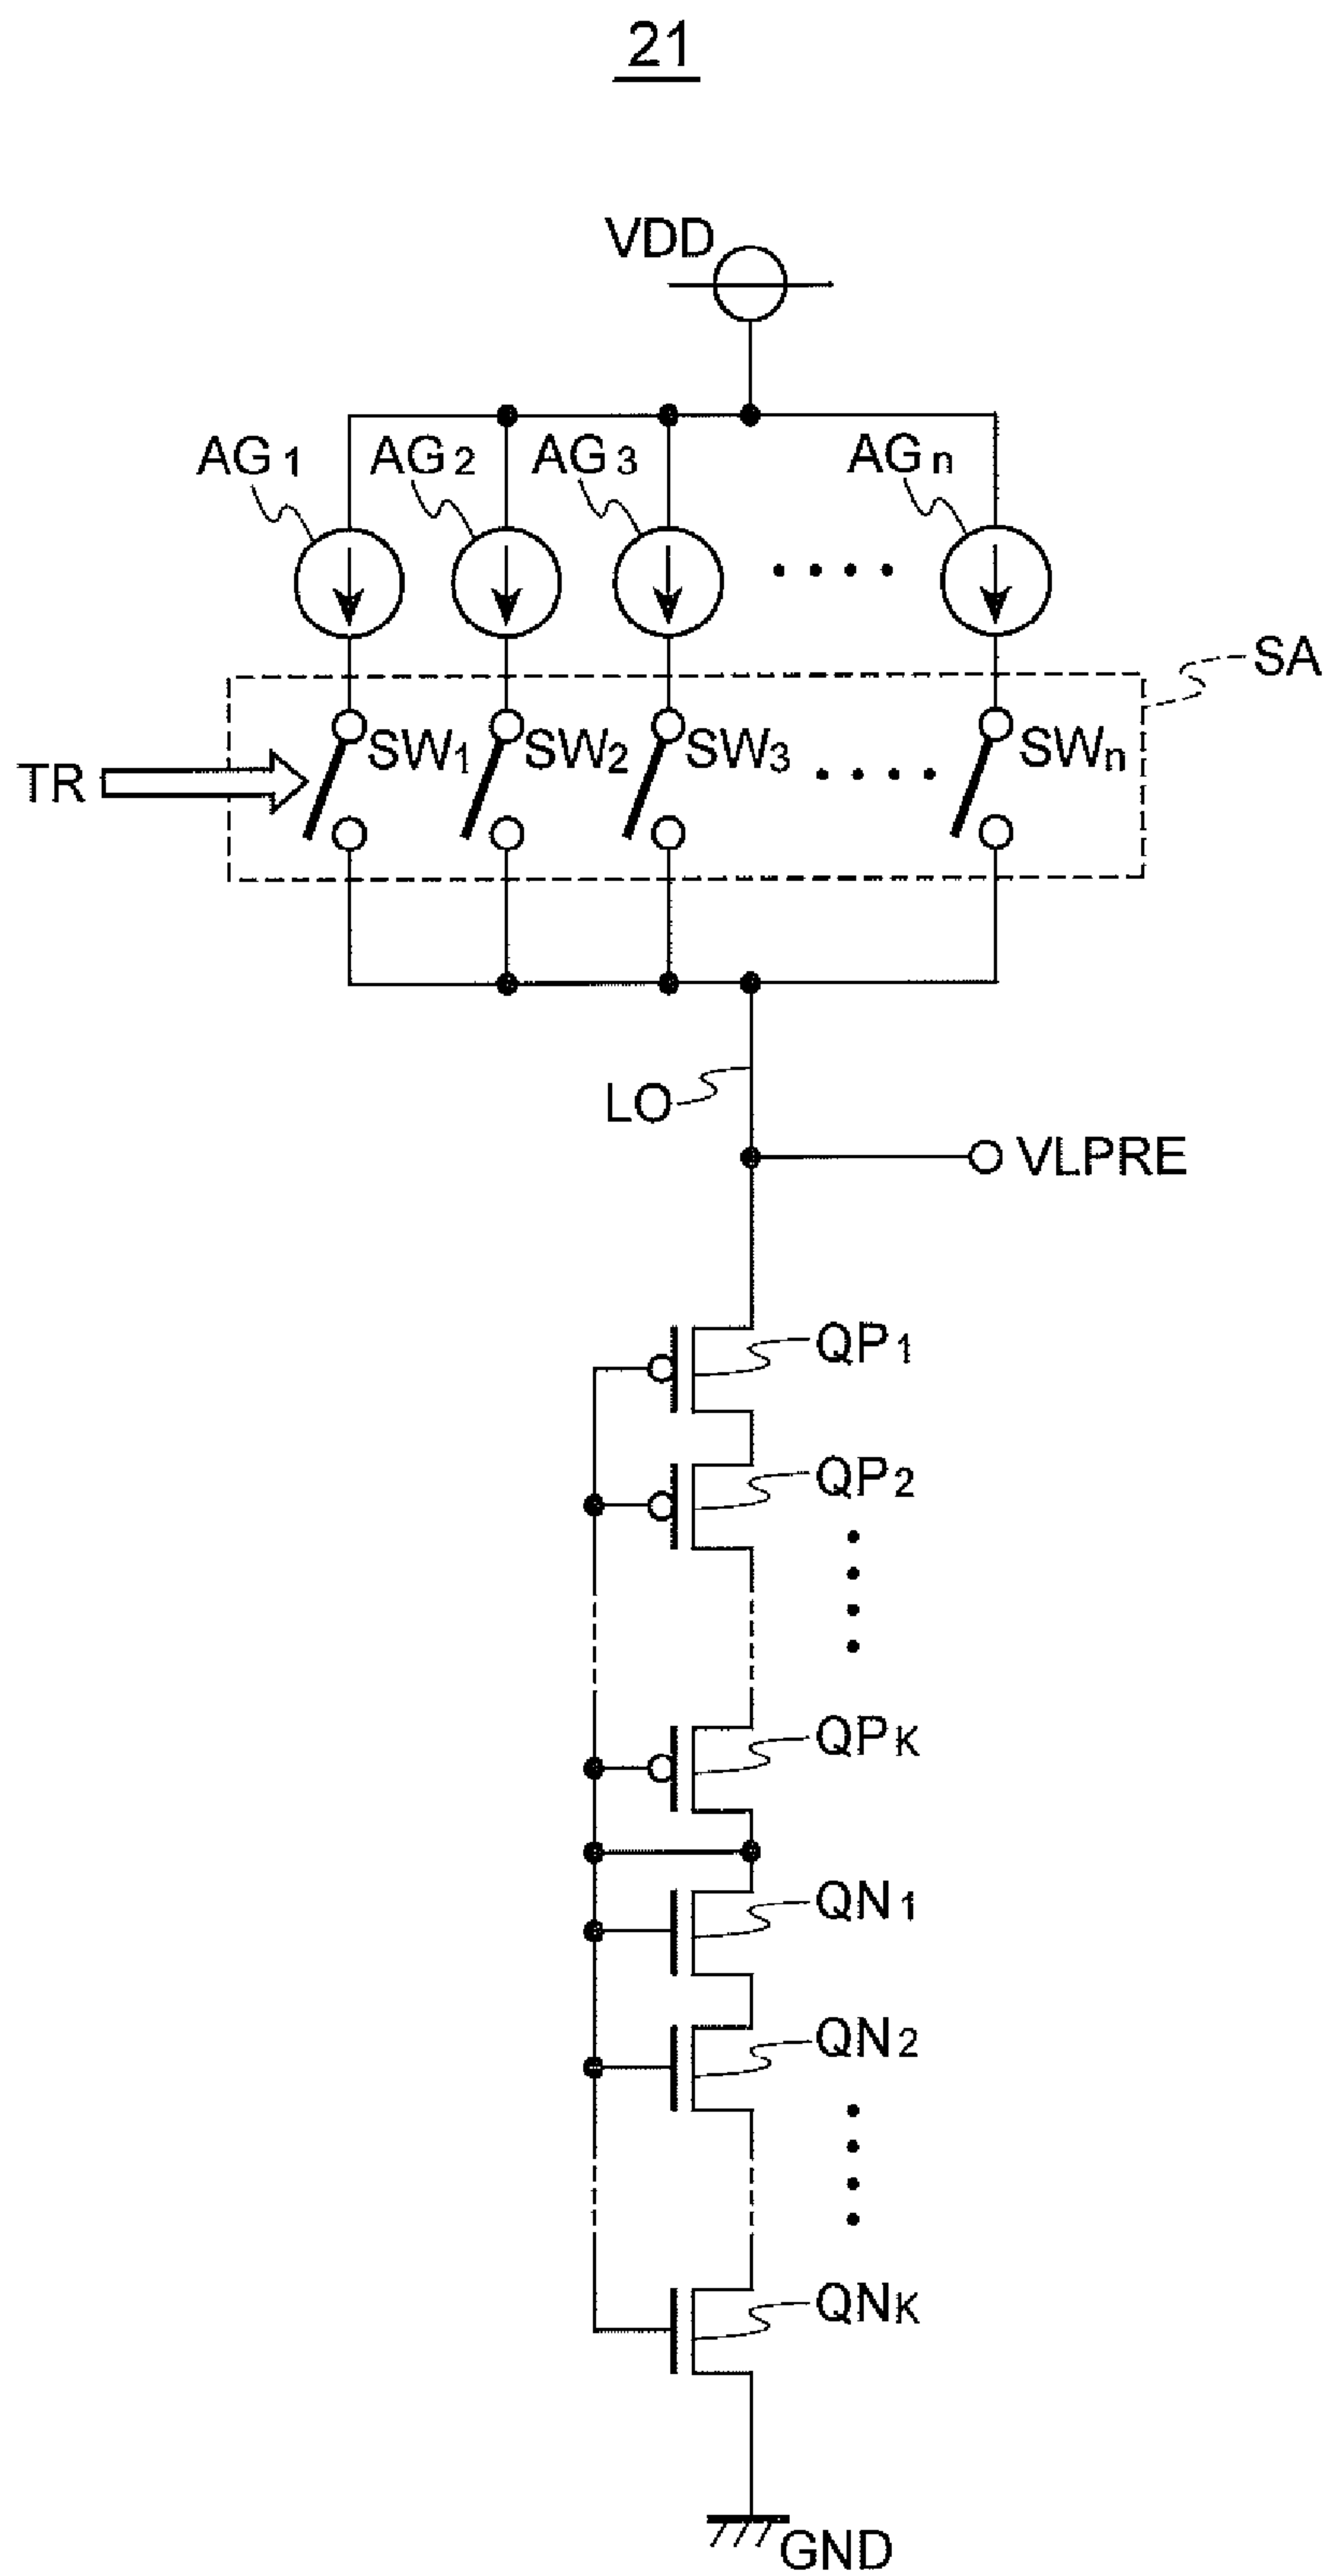 21
VDD
AG1 AG2 AG3 AGn
SA
SW1 SW2 SW3 SWn
TR
LO
VLPRE
QP1
QP2
QPK
QN1
QN2
QNK
GND